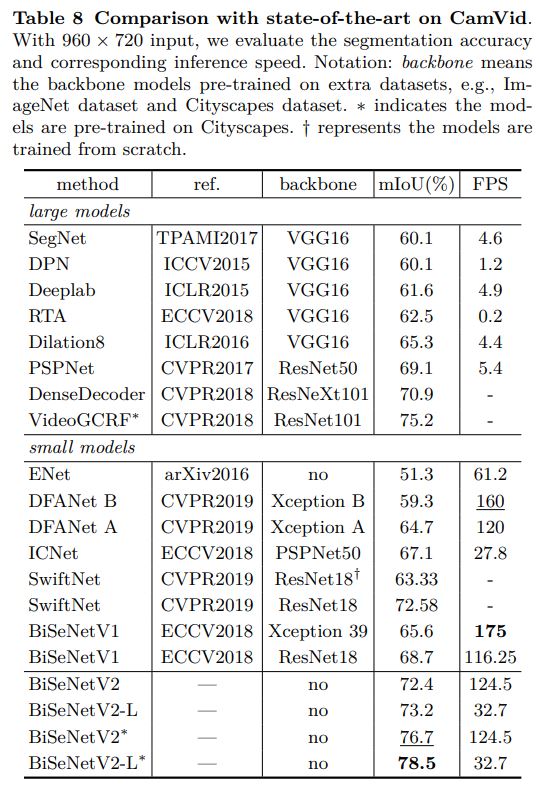 Table 8 Comparison with state-of-the-art on CamVid.
With 960 × 720 input, we evaluate the segmentation accuracy
and corresponding inference speed. Notation: backbone means
the backbone models pre-trained on extra datasets, e.g., Im-
ageNet dataset and Cityscapes dataset. ∗ indicates the mod-
els are pre-trained on Cityscapes. † represents the models are
trained from scratch.
method ref. backbone mIoU(%) FPS
large models
SegNet TPAMI2017 VGG16 60.1 4.6
DPN ICCV2015 VGG16 60.1 1.2
Deeplab ICLR2015 VGG16 61.6 4.9
RTA ECCV2018 VGG16 62.5 0.2
Dilation8 ICLR2016 VGG16 65.3 4.4
PSPNet CVPR2017 ResNet50 69.1 5.4
DenseDecoder CVPR2018 ResNeXt101 70.9 -
VideoGCRF∗ CVPR2018 ResNet101 75.2 -
small models
ENet arXiv2016 no 51.3 61.2
DFANet B CVPR2019 Xception B 59.3 160
DFANet A CVPR2019 Xception A 64.7 120
ICNet ECCV2018 PSPNet50 67.1 27.8
SwiftNet CVPR2019 ResNet18† 63.33 -
SwiftNet CVPR2019 ResNet18 72.58 -
BiSeNetV1 ECCV2018 Xception 39 65.6 175
BiSeNetV1 ECCV2018 ResNet18 68.7 116.25
BiSeNetV2 — no 72.4 124.5
BiSeNetV2-L — no 73.2 32.7
BiSeNetV2∗ — no 76.7 124.5
BiSeNetV2-L∗ — no 78.5 32.7